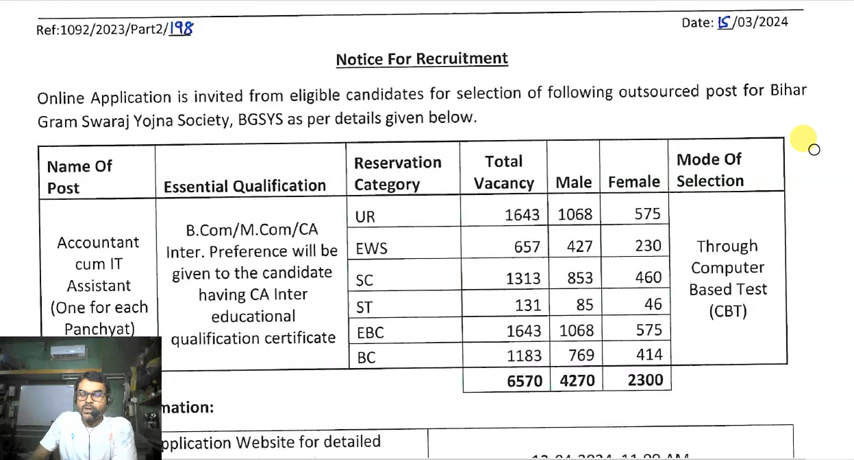 Ref:1092/2023/Part2/198
Date: 15/03/2024
Notice For Recruitment
Online Application is invited from eligible candidates for selection of following outsourced post for Bihar
Gram Swaraj Yojna Society, BGSYS as per details given below.
Name Of Post
Essential Qualification
Reservation Category
Total Vacancy
Male
Female
Mode Of Selection
Accountant
cum IT
Assistant
(One for each
Panchyat)
B.Com/M.Com/CA
Inter. Preference will be
given to the candidate
having CA Inter
educational
qualification certificate
UR 1643 1068 575
EWS 657 427 230
SC 1313 853 460
ST 131 85 46
EBC 1643 1068 575
BC 1183 769 414
6570 4270 2300
Through
Computer
Based Test
(CBT)
mation:
pplication Website for detailed